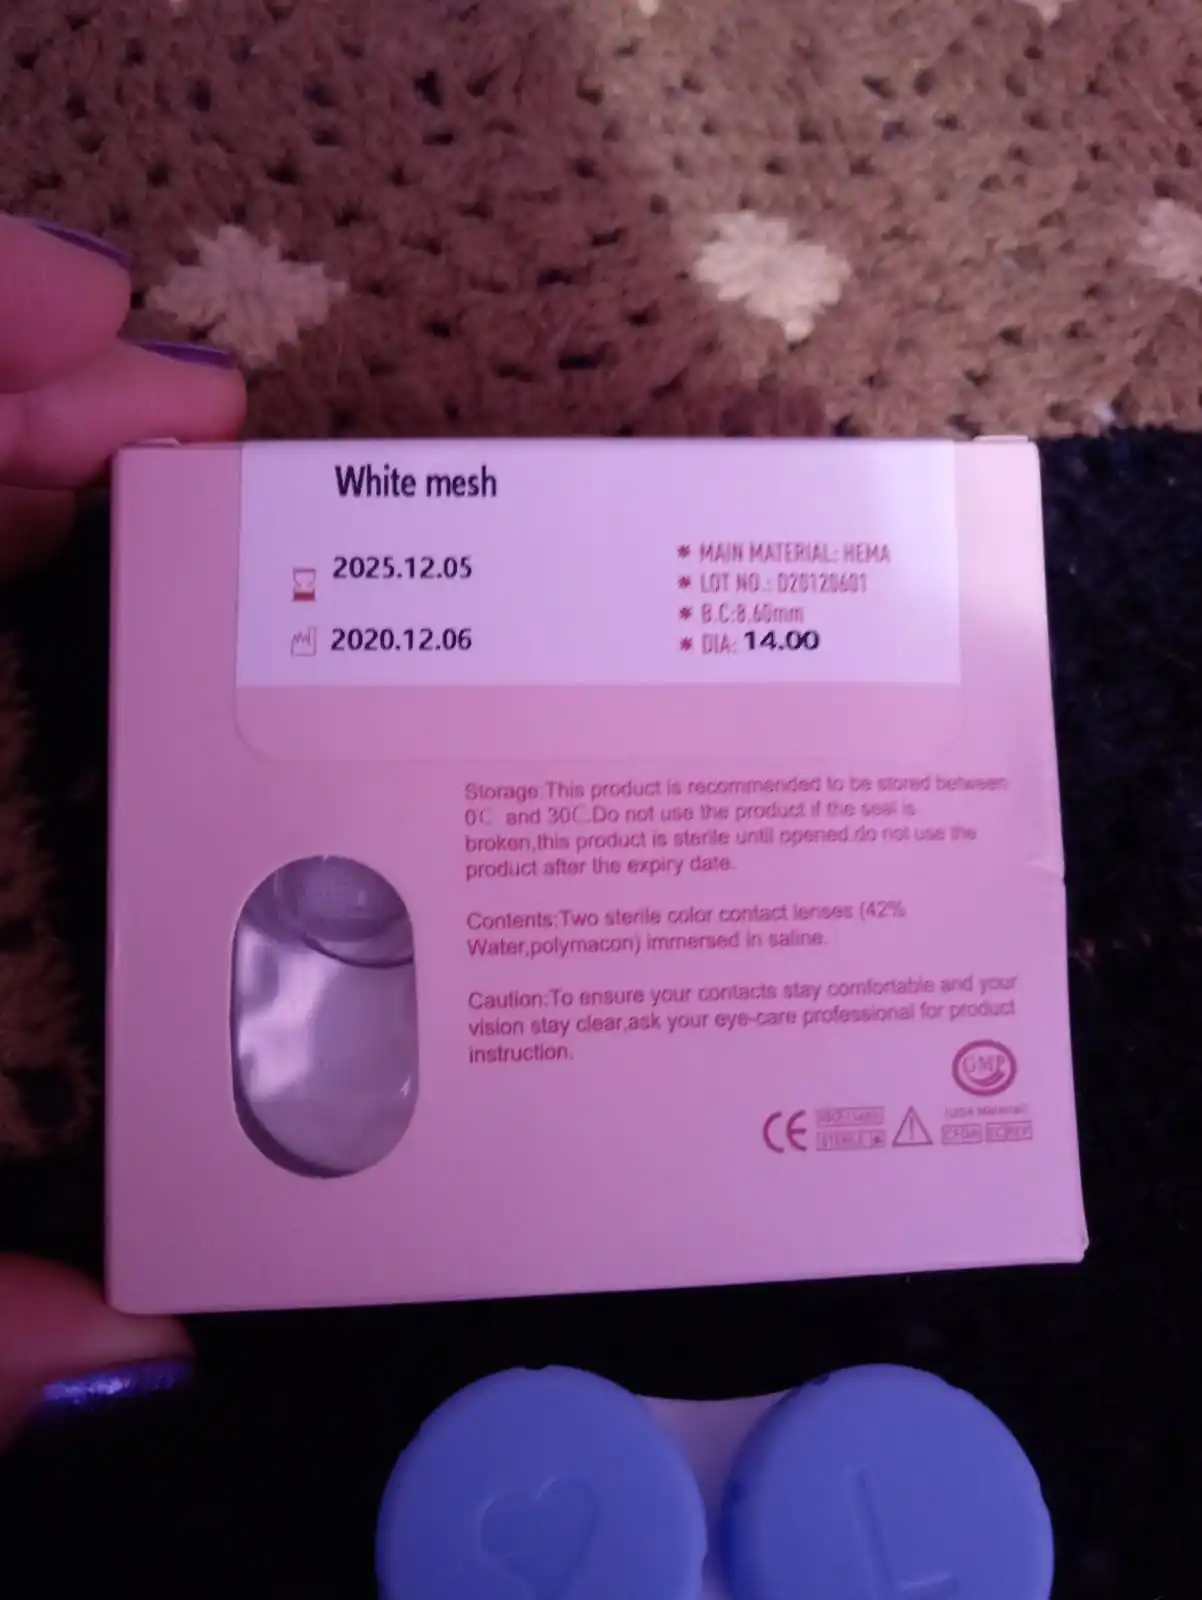 White mesh
2025.12.05
2020.12.06
* MAIN MATERIAL: HEMA
* LOT NO.: D20120601
* B.C:8.60mm
* DIA: 14.00
Storage:This product is recommended to be stored between
0℃ and 30℃.Do not use the product if the seal is
broken,this product is sterile until opened.do not use the
product after the expiry date.
Contents:Two sterile color contact lenses (42%
Water,polymacon) immersed in saline.
Caution:To ensure your contacts stay comfortable and your
vision stay clear,ask your eye-care professional for product
instruction.
GMP
CE
STERILE
(USA Material)
CFDA
L